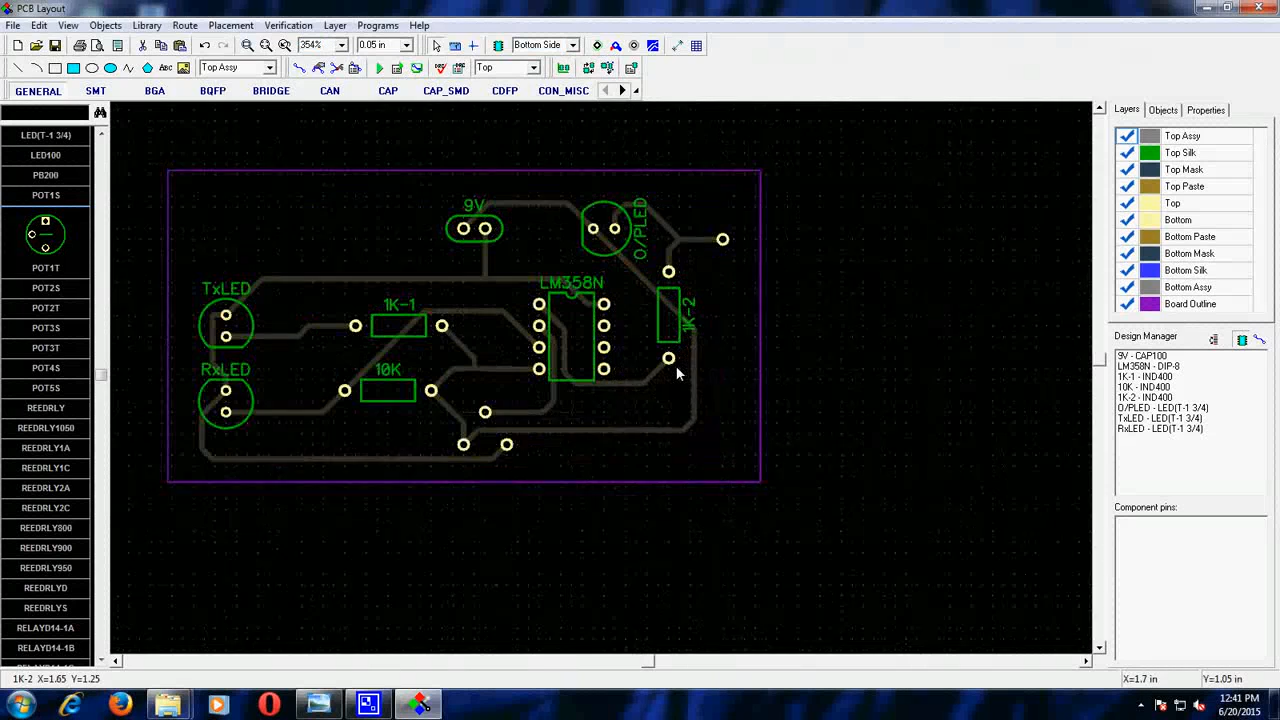 PCB Layout
File Edit View Objects Library Route Placement Verification Layer Programs Help
354% 0.05 in Bottom Side
ABC Top Assy Top
GENERAL SMT BGA BQFP BRIDGE CAN CAP CAP_SMD CDFP CON_MISC
LED(T-1 3/4)
LED100
PB200
POT1S
POT1T
POT2S
POT2T
POT3S
POT3T
POT4S
POT5S
REEDRLY
REEDRLY1050
REEDRLY1A
REEDRLY1C
REEDRLY2A
REEDRLY2C
REEDRLY800
REEDRLY900
REEDRLY950
REEDRLYD
REEDRLYS
RELAYD14-1A
RELAYD14-1B
9V
O/PLED
TxLED
1K-1
LM358N
1K-2
RxLED
10K
Layers Objects Properties
Top Assy
Top Silk
Top Mask
Top Paste
Top
Bottom
Bottom Paste
Bottom Mask
Bottom Silk
Bottom Assy
Board Outline
Design Manager
9V - CAP100
LM358N - DIP-8
1K-1 - IND400
10K - IND400
1K-2 - IND400
O/PLED - LED(T-1 3/4)
TxLED - LED(T-1 3/4)
RxLED - LED(T-1 3/4)
Component pins:
1K-2 X=1.65 Y=1.25
X=1.7 in Y=1.05 in
12:41 PM
6/20/2015